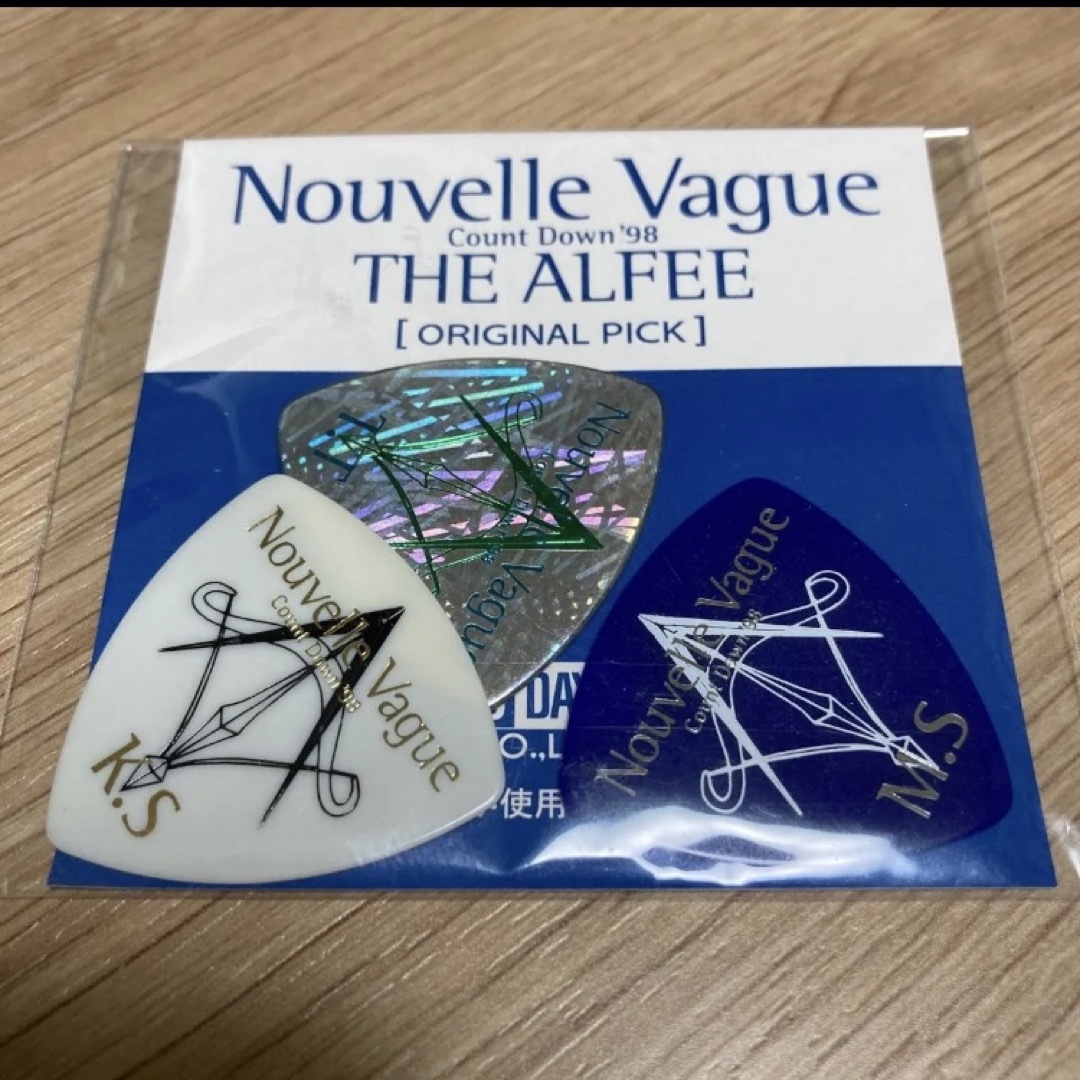 Nouvelle Vague
Count Down '98
THE ALFEE
[ORIGINAL PICK]
T.T
Nouvelle Vague
Nouvelle Vague
Count Down '98
K.S
Nouvelle Vague
Count Down '98
M.S
DAY
O.,L
使用